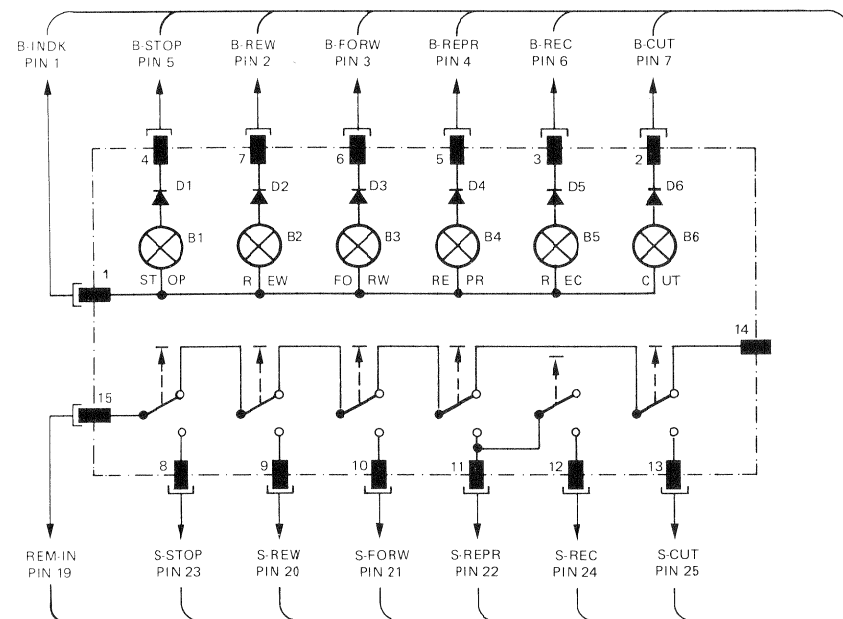 B-INDK B-STOP B-REW B-FORW B-REPR B-REC B-CUT
PIN 1 PIN 5 PIN 2 PIN 3 PIN 4 PIN 6 PIN 7
4 7 6 5 3 2
D1 D2 D3 D4 D5 D6
B1 B2 B3 B4 B5 B6
1 ST OP R EW FO RW RE PR R EC C UT
14
15
8 9 10 11 12 13
REM-IN S-STOP S-REW S-FORW S-REPR S-REC S-CUT
PIN 19 PIN 23 PIN 20 PIN 21 PIN 22 PIN 24 PIN 25